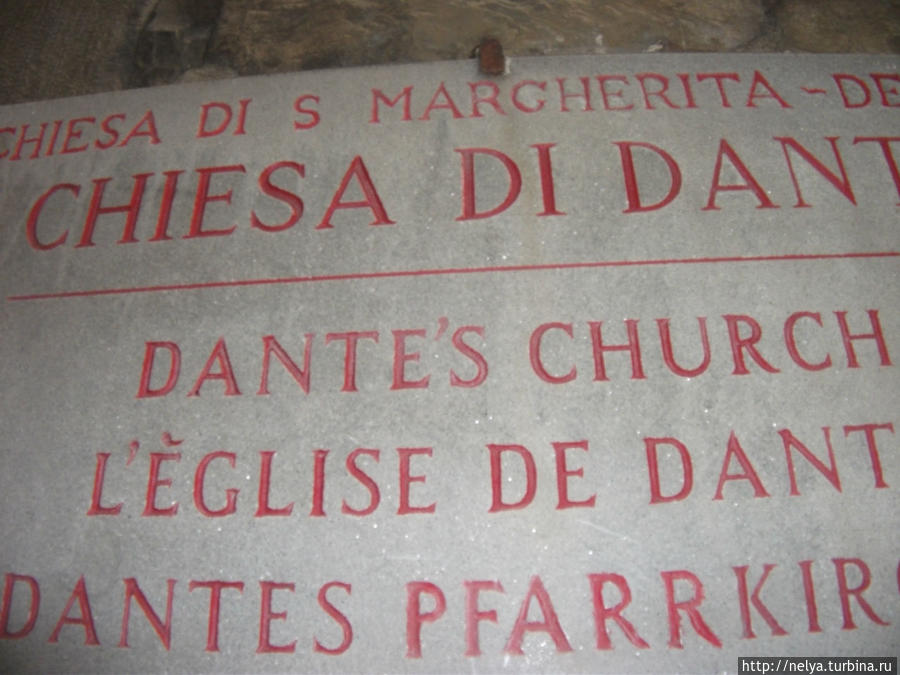 CHIESA DI S MARGHERITA - DE
CHIESA DI DANT
DANTE'S CHURCH
L'ÈGLISE DE DANT
DANTES PFARRKIR
http://nelya.turbina.ru